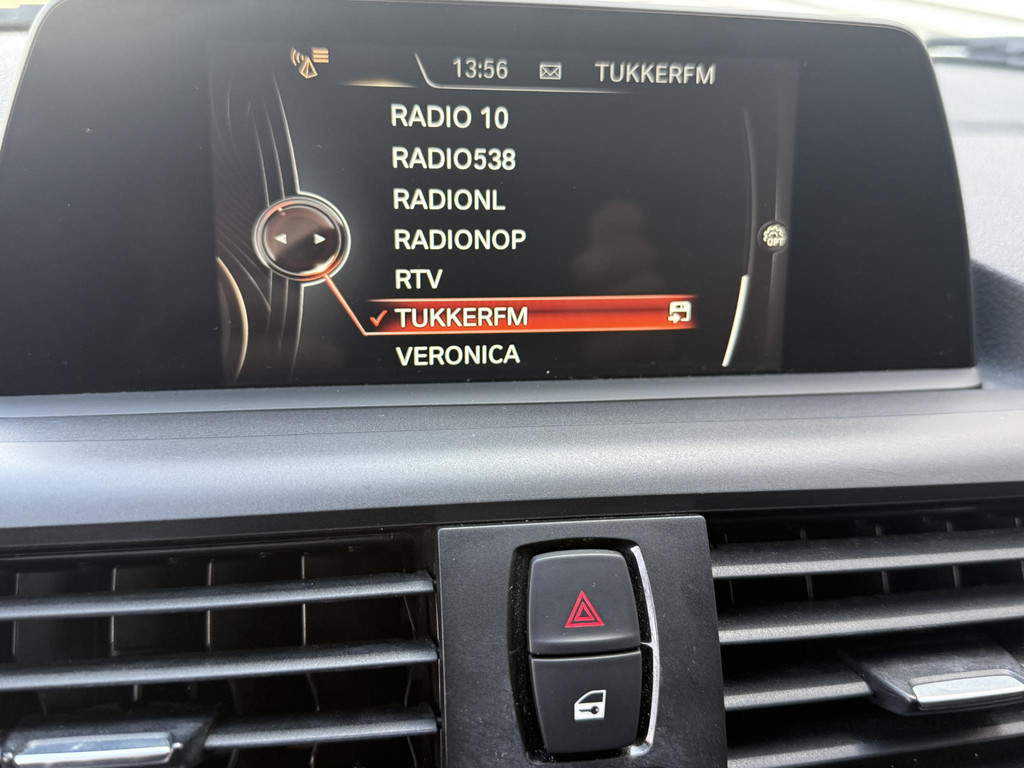 13:56 TUKKERFM
RADIO 10
RADIO538
RADIONL
RADIONOP
RTV
TUKKERFM
VERONICA
OPT